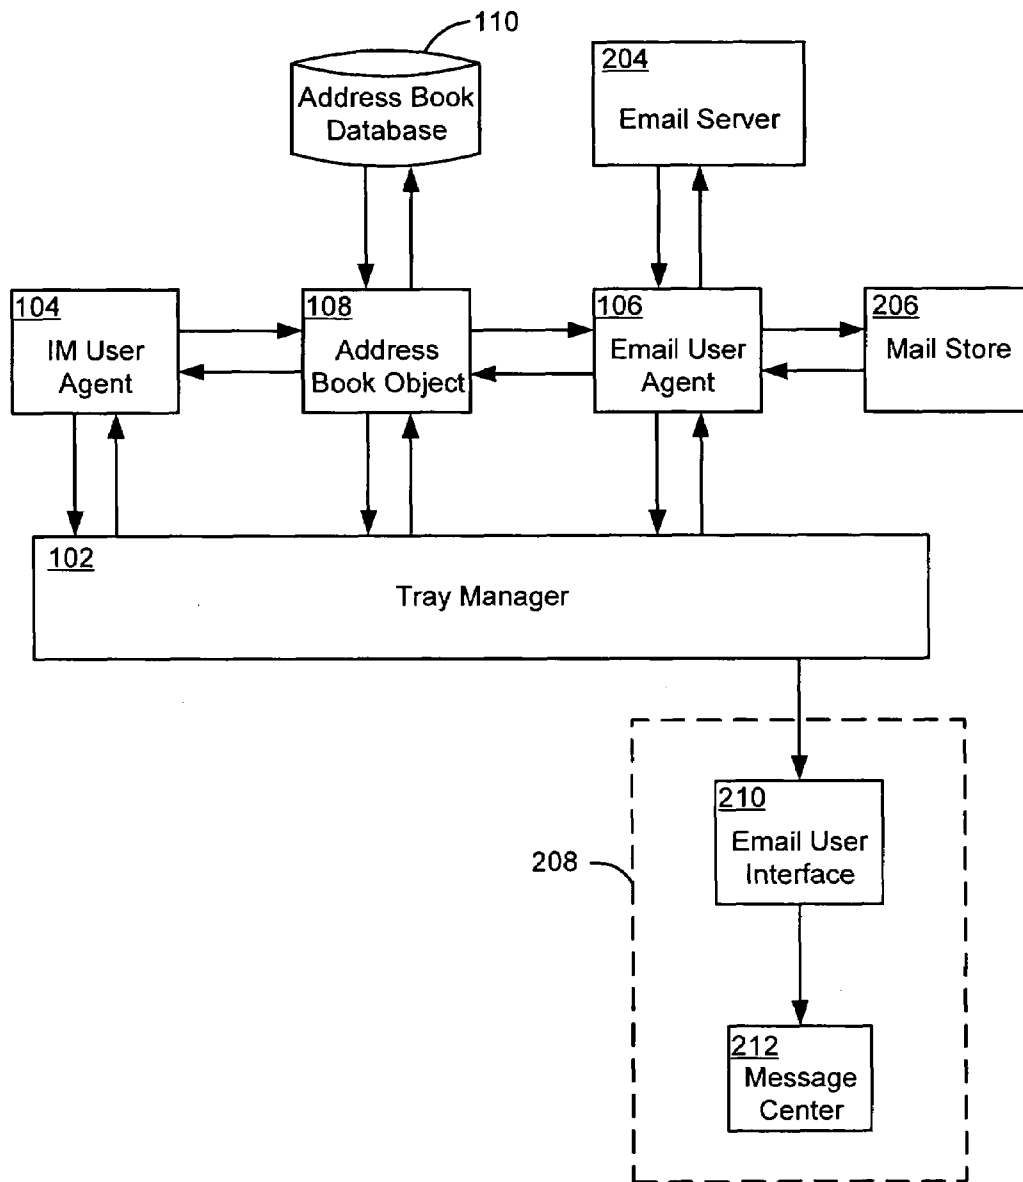 110
Address Book
Database
204
Email Server
104
IM User
Agent
108
Address
Book Object
106
Email User
Agent
206
Mail Store
102
Tray Manager
208
210
Email User
Interface
212
Message
Center